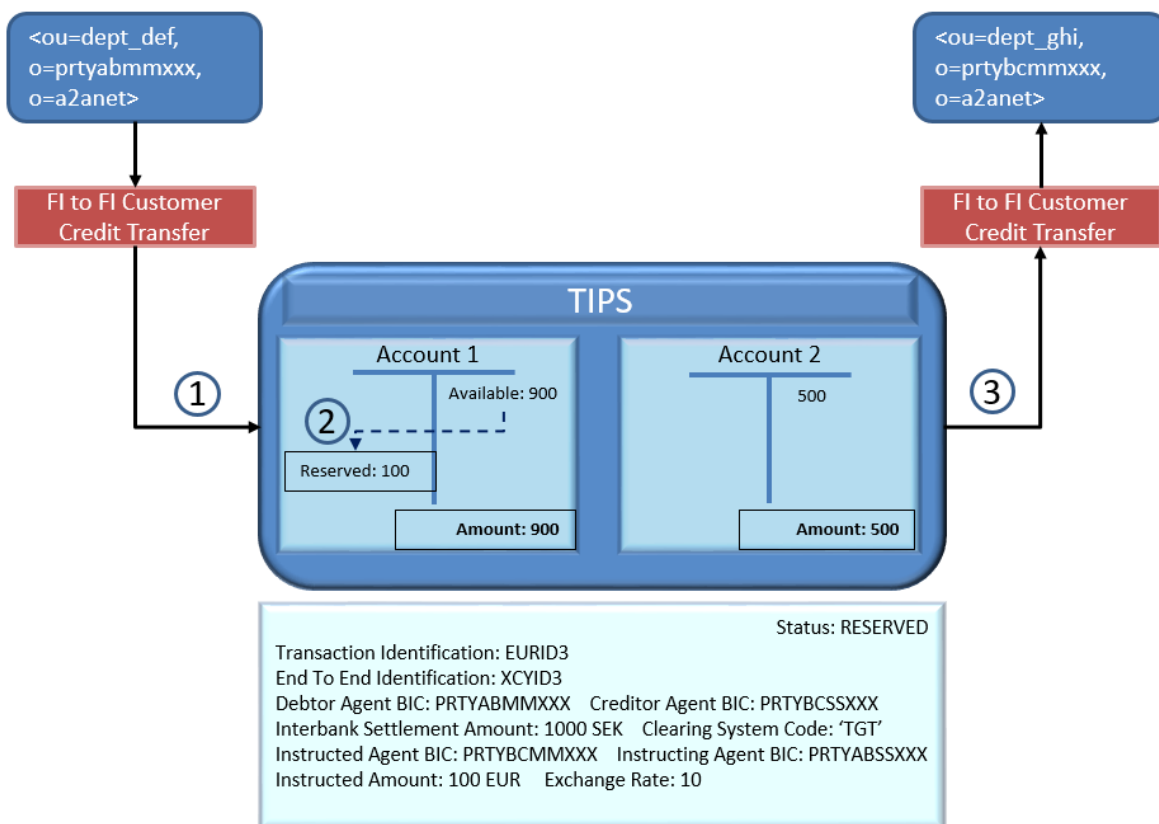 <ou=dept_def,
o=prtyabmmxxx,
o=a2anet>
<ou=dept_ghi,
o=prtybcmmxxx,
o=a2anet>
FI to FI Customer
Credit Transfer
FI to FI Customer
Credit Transfer
TIPS
Account 1
Available: 900
Reserved: 100
Amount: 900
Account 2
500
Amount: 500
1
2
3
Status: RESERVED
Transaction Identification: EURID3
End To End Identification: XCYID3
Debtor Agent BIC: PRTYABMMXXX Creditor Agent BIC: PRTYBCSSXXX
Interbank Settlement Amount: 1000 SEK Clearing System Code: ‘TGT’
Instructed Agent BIC: PRTYBCMMXXX Instructing Agent BIC: PRTYABSSXXX
Instructed Amount: 100 EUR Exchange Rate: 10